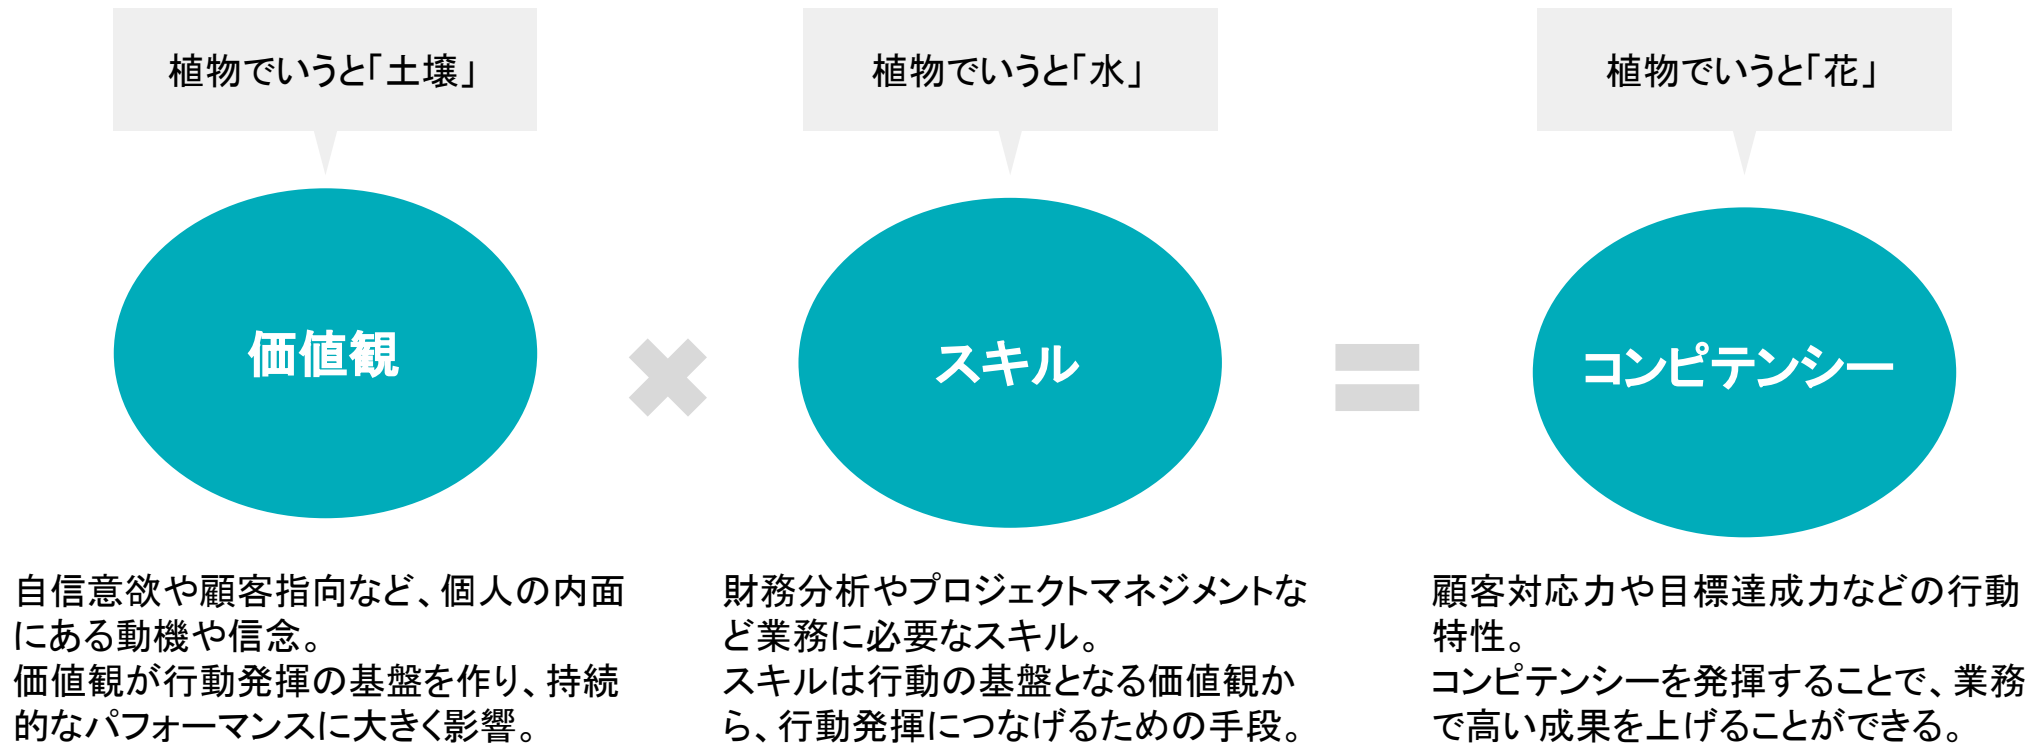 植物でいうと「土壌」
植物でいうと「水」
植物でいうと「花」
価値観
スキル
コンピテンシー
自信意欲や顧客指向など、個人の内面
にある動機や信念。
価値観が行動発揮の基盤を作り、持続
的なパフォーマンスに大きく影響。
財務分析やプロジェクトマネジメントな
ど業務に必要なスキル。
スキルは行動の基盤となる価値観か
ら、行動発揮につなげるための手段。
顧客対応力や目標達成力などの行動
特性。
コンピテンシーを発揮することで、業務
で高い成果を上げることができる。